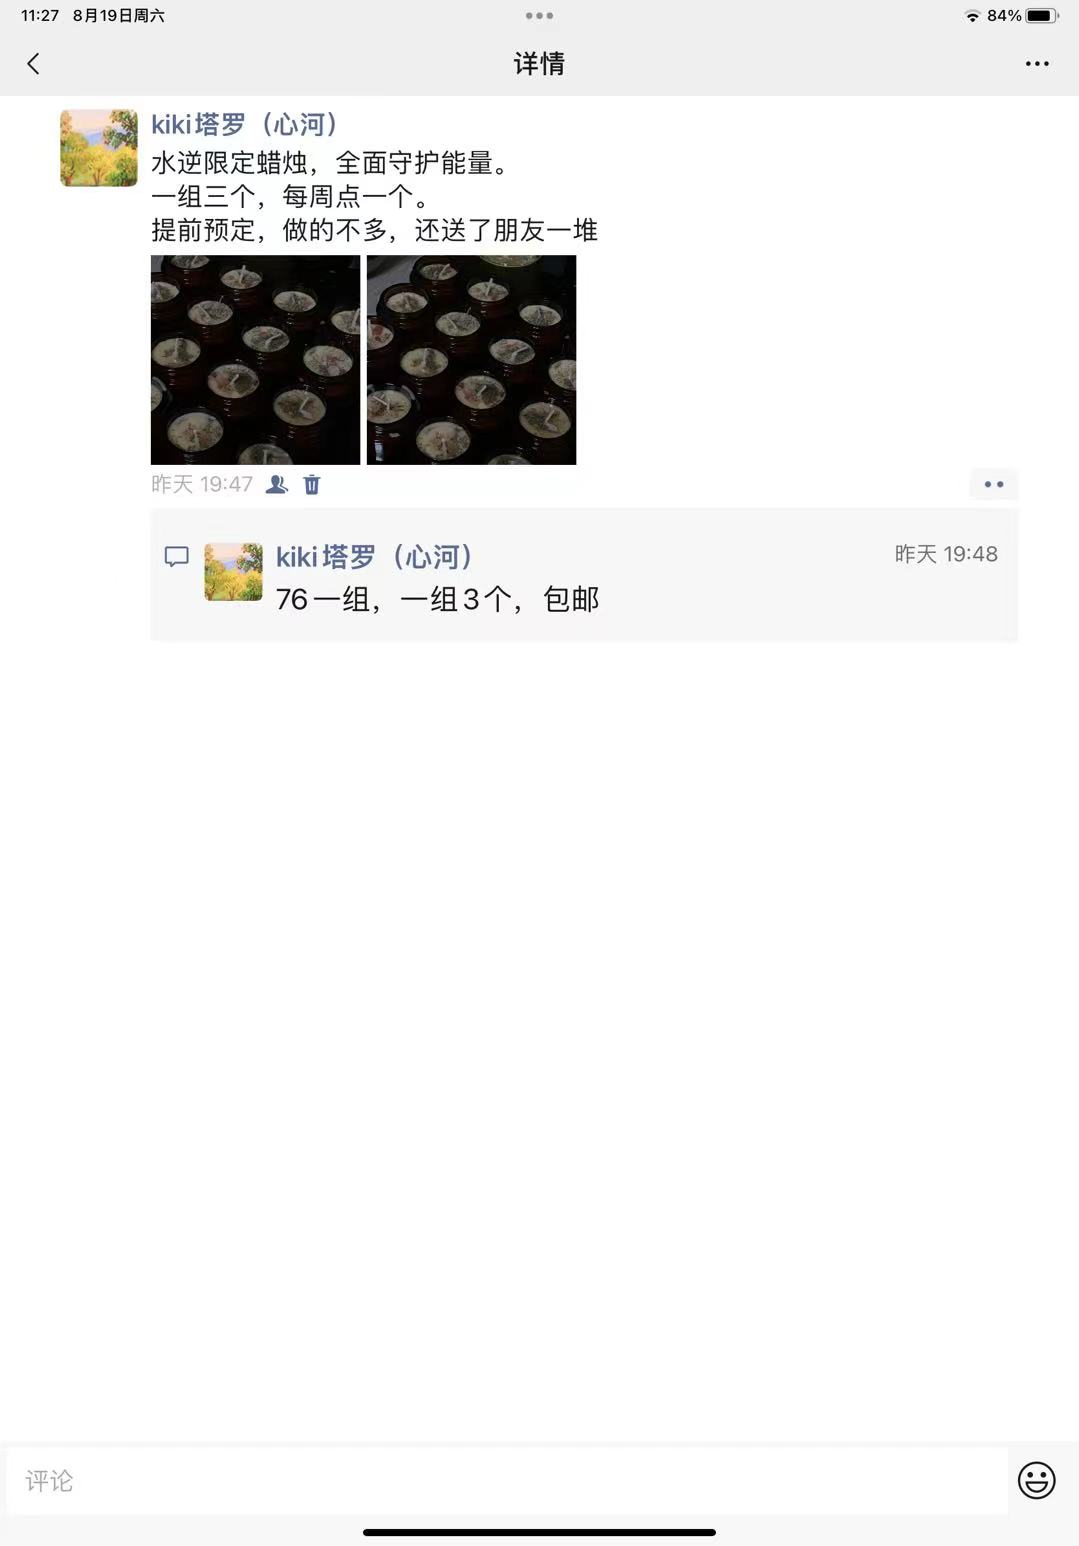 11:27 8月19日周六
84%
详情
kiki塔罗（心河）
水逆限定蜡烛，全面守护能量。
一组三个，每周点一个。
提前预定，做的不多，还送了朋友一堆
昨天 19:47
kiki塔罗（心河）
昨天 19:48
76一组，一组3个，包邮
评论